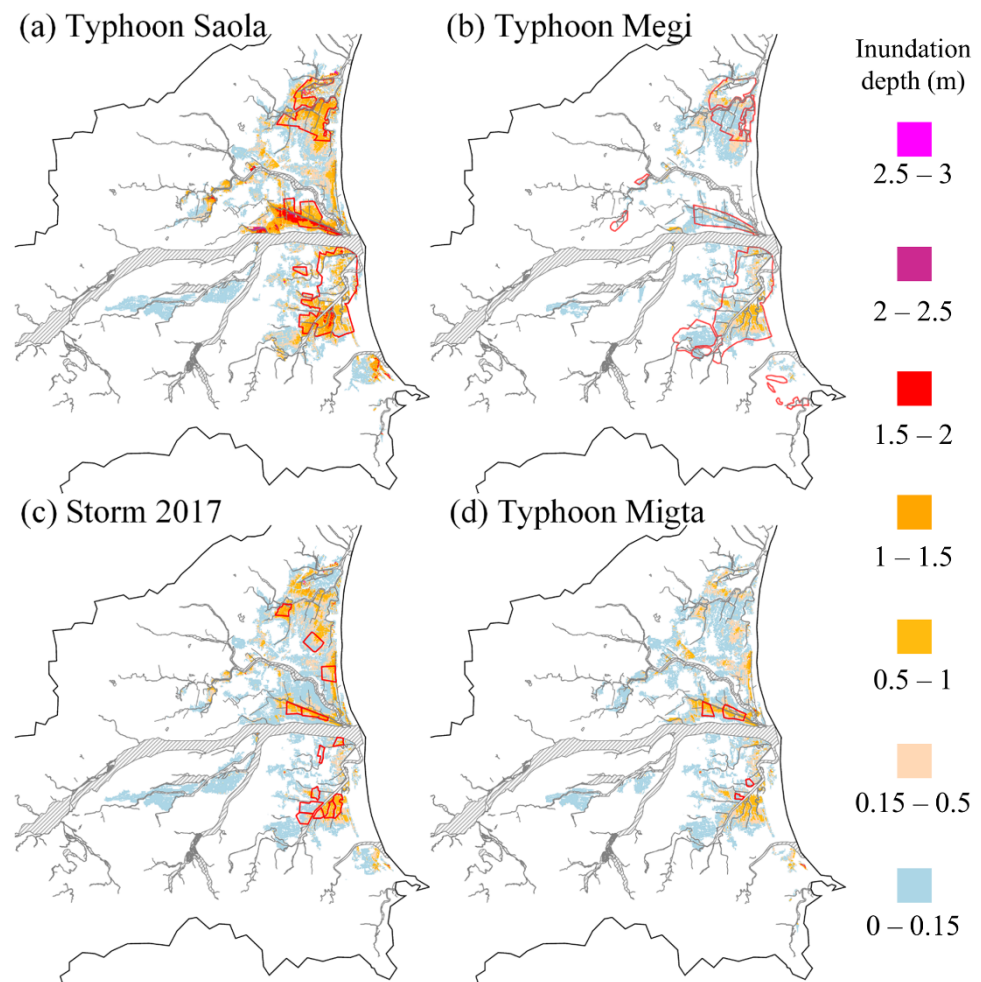 (a) Typhoon Saola
(b) Typhoon Megi
Inundation
depth (m)
2.5 – 3
2 – 2.5
1.5 – 2
(c) Storm 2017
(d) Typhoon Migta
1 – 1.5
0.5 – 1
0.15 – 0.5
0 – 0.15